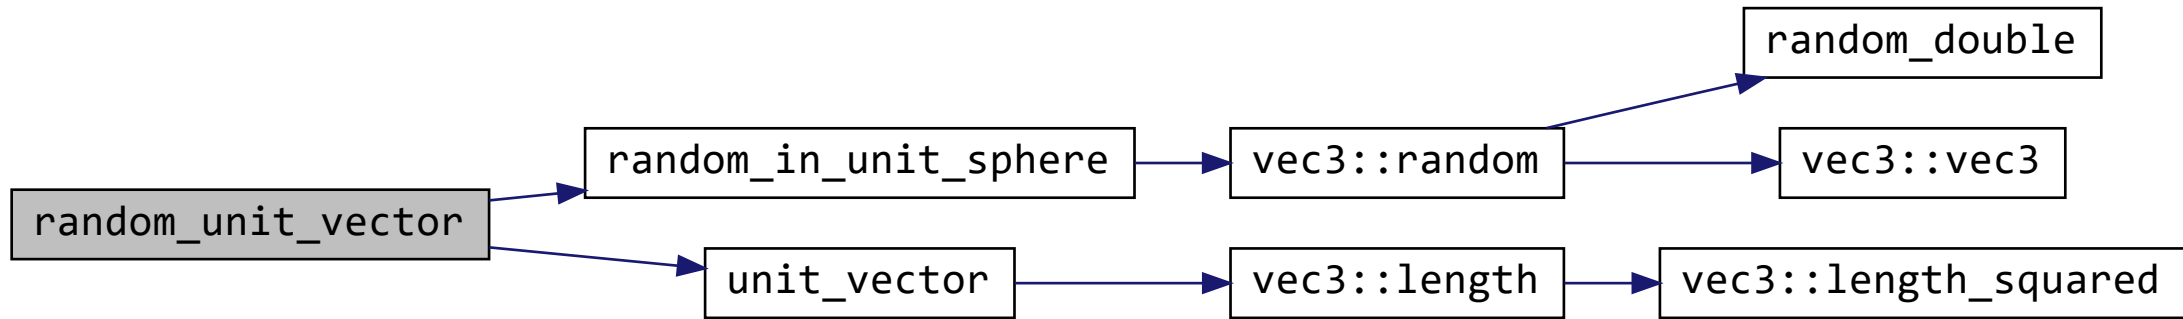 random_double
random_in_unit_sphere
vec3::random
vec3::vec3
random_unit_vector
unit_vector
vec3::length
vec3::length_squared